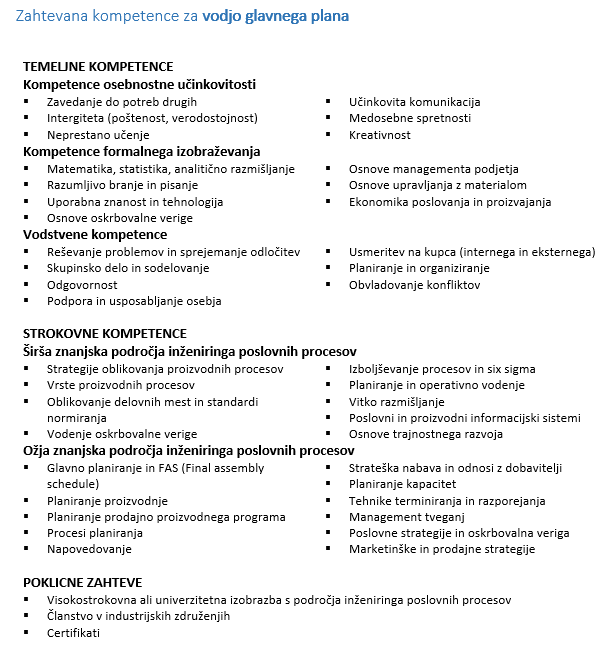 Zahtevana kompetence za vodjo glavnega plana
TEMELJNE KOMPETENCE
Kompetence osebnostne učinkovitosti
▪ Zavedanje do potreb drugih
▪ Intergiteta (poštenost, verodostojnost)
▪ Neprestano učenje
▪ Učinkovita komunikacija
▪ Medosebne spretnosti
▪ Kreativnost
Kompetence formalnega izobraževanja
▪ Matematika, statistika, analitično razmišljanje
▪ Razumljivo branje in pisanje
▪ Uporabna znanost in tehnologija
▪ Osnove oskrbovalne verige
▪ Osnove managementa podjetja
▪ Osnove upravljanja z materialom
▪ Ekonomika poslovanja in proizvajanja
Vodstvene kompetence
▪ Reševanje problemov in sprejemanje odločitev
▪ Skupinsko delo in sodelovanje
▪ Odgovornost
▪ Podpora in usposabljanje osebja
▪ Usmeritev na kupca (internega in eksternega)
▪ Planiranje in organiziranje
▪ Obvladovanje konfliktov
STROKOVNE KOMPETENCE
Širša znanjska področja inženiringa poslovnih procesov
▪ Strategije oblikovanja proizvodnih procesov
▪ Vrste proizvodnih procesov
▪ Oblikovanje delovnih mest in standardi
normiranja
▪ Vodenje oskrbovalne verige
▪ Izboljševanje procesov in six sigma
▪ Planiranje in operativno vodenje
▪ Vitko razmišljanje
▪ Poslovni in proizvodni informacijski sistemi
▪ Osnove trajnostnega razvoja
Ožja znanjska področja inženiringa poslovnih procesov
▪ Glavno planiranje in FAS (Final assembly
schedule)
▪ Planiranje proizvodnje
▪ Planiranje prodajno proizvodnega programa
▪ Procesi planiranja
▪ Napovedovanje
▪ Strateška nabava in odnosi z dobavitelji
▪ Planiranje kapacitet
▪ Tehnike terminiranja in razporejanja
▪ Management tveganj
▪ Poslovne strategije in oskrbovalna veriga
▪ Marketinške in prodajne strategije
POKLICNE ZAHTEVE
▪ Visokostrokovna ali univerzitetna izobrazba s področja inženiringa poslovnih procesov
▪ Članstvo v industrijskih združenjih
▪ Certifikati